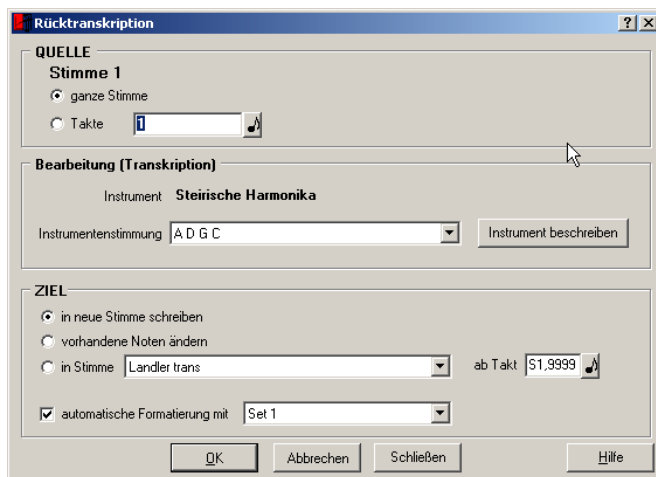 Rücktranskription
QUELLE
Stimme 1
ganze Stimme
Takte 1
Bearbeitung (Transkription)
Instrument Steirische Harmonika
Instrumentenstimmung A D G C Instrument beschreiben
ZIEL
in neue Stimme schreiben
vorhandene Noten ändern
in Stimme Landler trans ab Takt S1,9999
automatische Formatierung mit Set 1
OK Abbrechen Schließen Hilfe